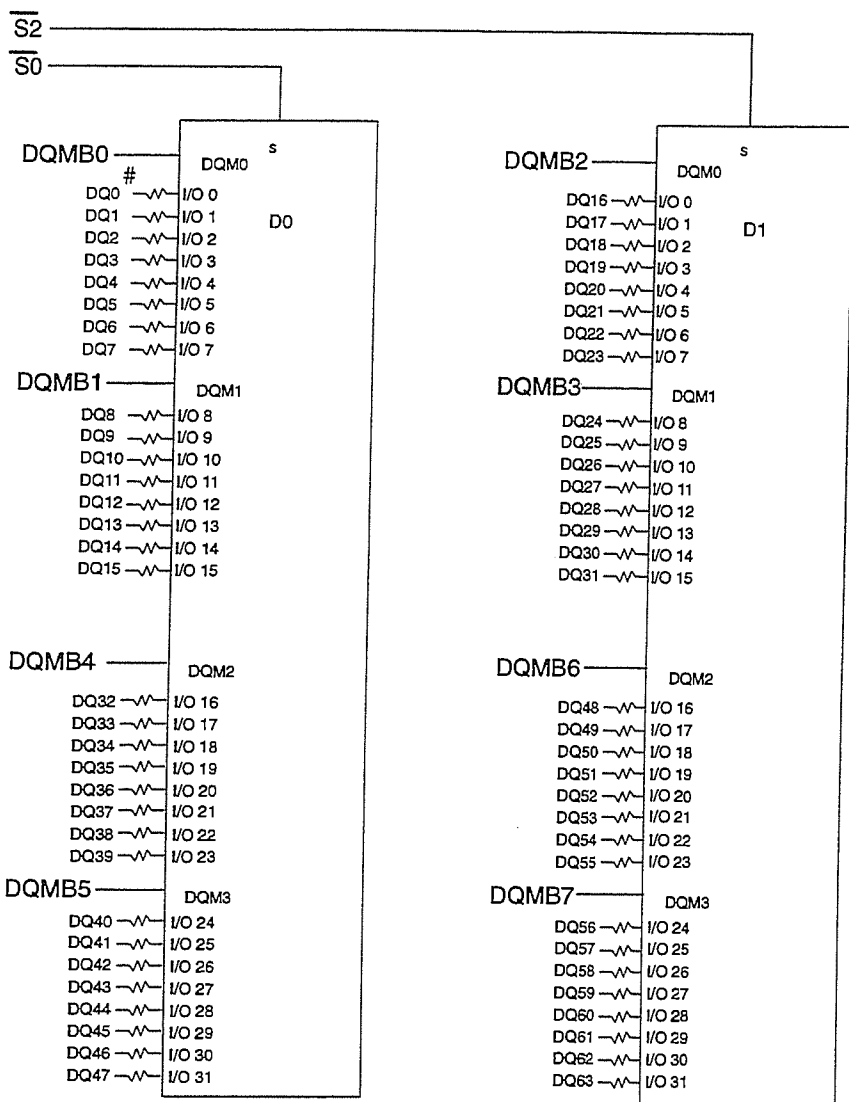 S2
S0
s
DQMB0
DQM0
#
DQ0 I/O 0
DQ1 I/O 1
D0
DQ2 I/O 2
DQ3 I/O 3
DQ4 I/O 4
DQ5 I/O 5
DQ6 I/O 6
DQ7 I/O 7
DQMB1
DQM1
DQ8 I/O 8
DQ9 I/O 9
DQ10 I/O 10
DQ11 I/O 11
DQ12 I/O 12
DQ13 I/O 13
DQ14 I/O 14
DQ15 I/O 15
DQMB4
DQM2
DQ32 I/O 16
DQ33 I/O 17
DQ34 I/O 18
DQ35 I/O 19
DQ36 I/O 20
DQ37 I/O 21
DQ38 I/O 22
DQ39 I/O 23
DQMB5
DQM3
DQ40 I/O 24
DQ41 I/O 25
DQ42 I/O 26
DQ43 I/O 27
DQ44 I/O 28
DQ45 I/O 29
DQ46 I/O 30
DQ47 I/O 31
s
DQMB2
DQM0
DQ16 I/O 0
DQ17 I/O 1
D1
DQ18 I/O 2
DQ19 I/O 3
DQ20 I/O 4
DQ21 I/O 5
DQ22 I/O 6
DQ23 I/O 7
DQMB3
DQM1
DQ24 I/O 8
DQ25 I/O 9
DQ26 I/O 10
DQ27 I/O 11
DQ28 I/O 12
DQ29 I/O 13
DQ30 I/O 14
DQ31 I/O 15
DQMB6
DQM2
DQ48 I/O 16
DQ49 I/O 17
DQ50 I/O 18
DQ51 I/O 19
DQ52 I/O 20
DQ53 I/O 21
DQ54 I/O 22
DQ55 I/O 23
DQMB7
DQM3
DQ56 I/O 24
DQ57 I/O 25
DQ58 I/O 26
DQ59 I/O 27
DQ60 I/O 28
DQ61 I/O 29
DQ62 I/O 30
DQ63 I/O 31